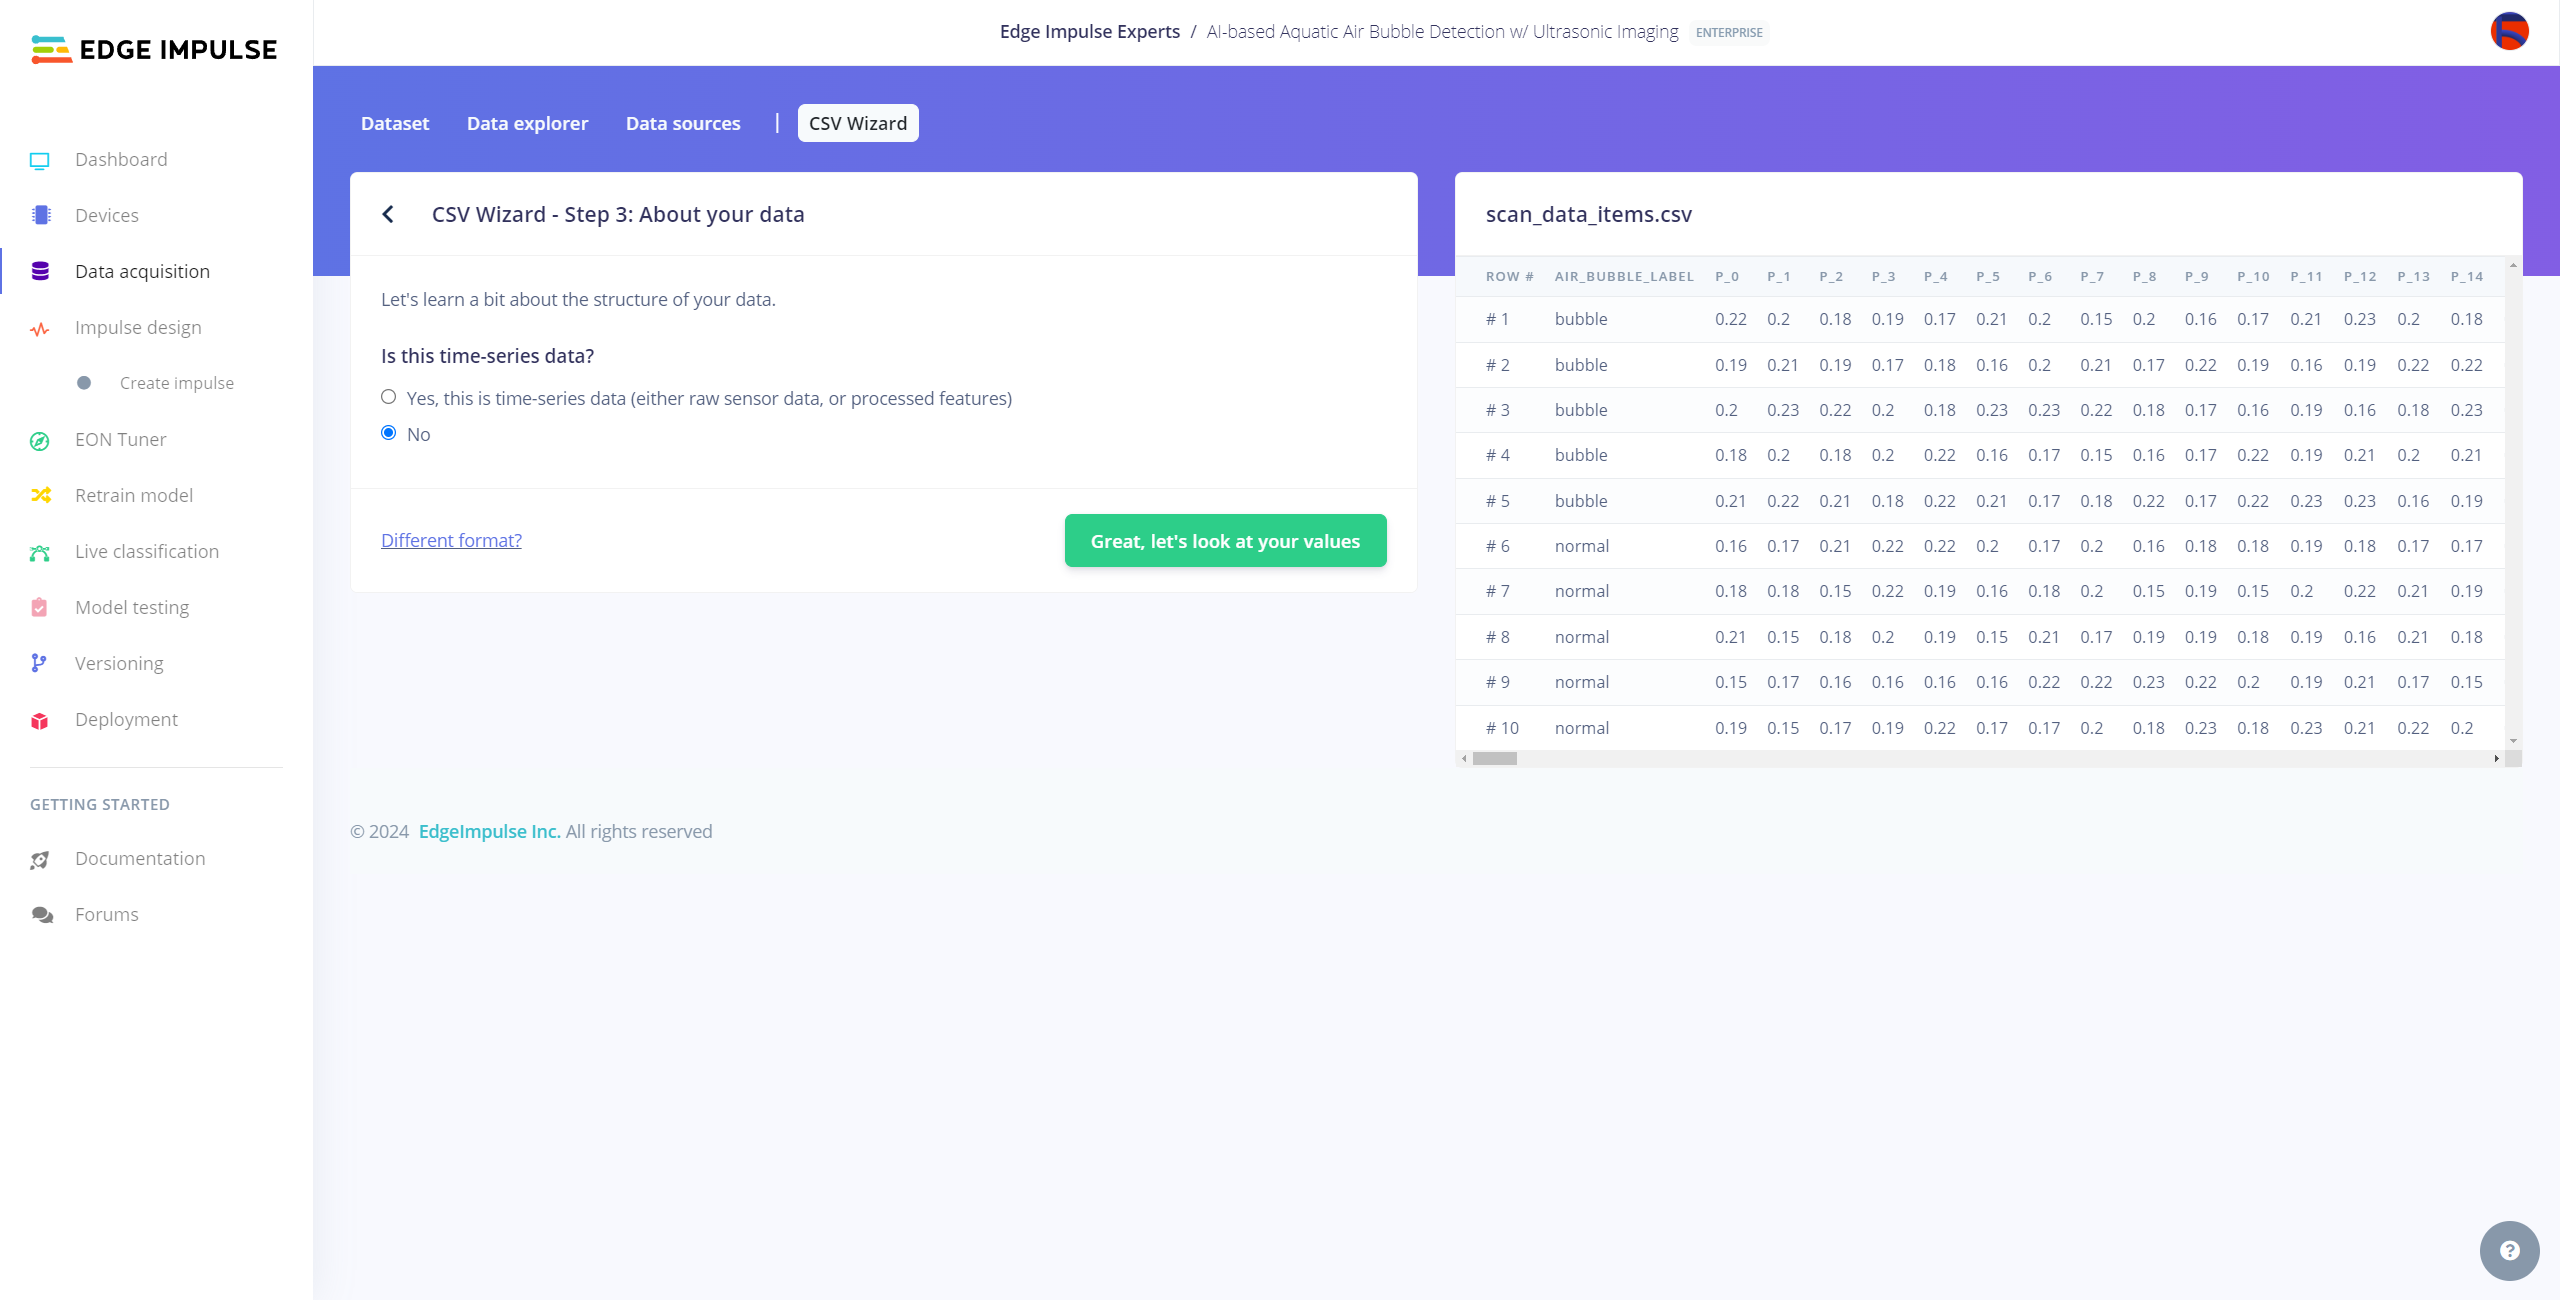 EDGE IMPULSE
Edge Impulse Experts / AI-based Aquatic Air Bubble Detection w/ Ultrasonic Imaging ENTERPRISE
Dashboard
Devices
Data acquisition
Impulse design
Create impulse
EON Tuner
Retrain model
Live classification
Model testing
Versioning
Deployment
GETTING STARTED
Documentation
Forums
Dataset Data explorer Data sources | CSV Wizard
CSV Wizard - Step 3: About your data
Let's learn a bit about the structure of your data.
Is this time-series data?
Yes, this is time-series data (either raw sensor data, or processed features)
No
Different format? Great, let's look at your values
scan_data_items.csv
ROW # AIR_BUBBLE_LABEL P_0 P_1 P_2 P_3 P_4 P_5 P_6 P_7 P_8 P_9 P_10 P_11 P_12 P_13 P_14
# 1 bubble 0.22 0.2 0.18 0.19 0.17 0.21 0.2 0.15 0.2 0.16 0.17 0.21 0.23 0.2 0.18
# 2 bubble 0.19 0.21 0.19 0.17 0.18 0.16 0.2 0.21 0.17 0.22 0.19 0.16 0.19 0.22 0.22
# 3 bubble 0.2 0.23 0.22 0.2 0.18 0.23 0.23 0.22 0.18 0.17 0.16 0.19 0.16 0.18 0.23
# 4 bubble 0.18 0.2 0.18 0.2 0.22 0.16 0.17 0.15 0.16 0.17 0.22 0.19 0.21 0.2 0.21
# 5 bubble 0.21 0.22 0.21 0.18 0.22 0.21 0.17 0.18 0.22 0.17 0.22 0.23 0.23 0.16 0.19
# 6 normal 0.16 0.17 0.21 0.22 0.22 0.2 0.17 0.2 0.16 0.18 0.18 0.19 0.18 0.17 0.17
# 7 normal 0.18 0.18 0.15 0.22 0.19 0.16 0.18 0.2 0.15 0.19 0.15 0.2 0.22 0.21 0.19
# 8 normal 0.21 0.15 0.18 0.2 0.19 0.15 0.21 0.17 0.19 0.19 0.18 0.19 0.16 0.21 0.18
# 9 normal 0.15 0.17 0.16 0.16 0.16 0.16 0.22 0.22 0.23 0.22 0.2 0.19 0.21 0.17 0.15
# 10 normal 0.19 0.15 0.17 0.19 0.22 0.17 0.17 0.2 0.18 0.23 0.18 0.23 0.21 0.22 0.2
© 2024 EdgeImpulse Inc. All rights reserved
?